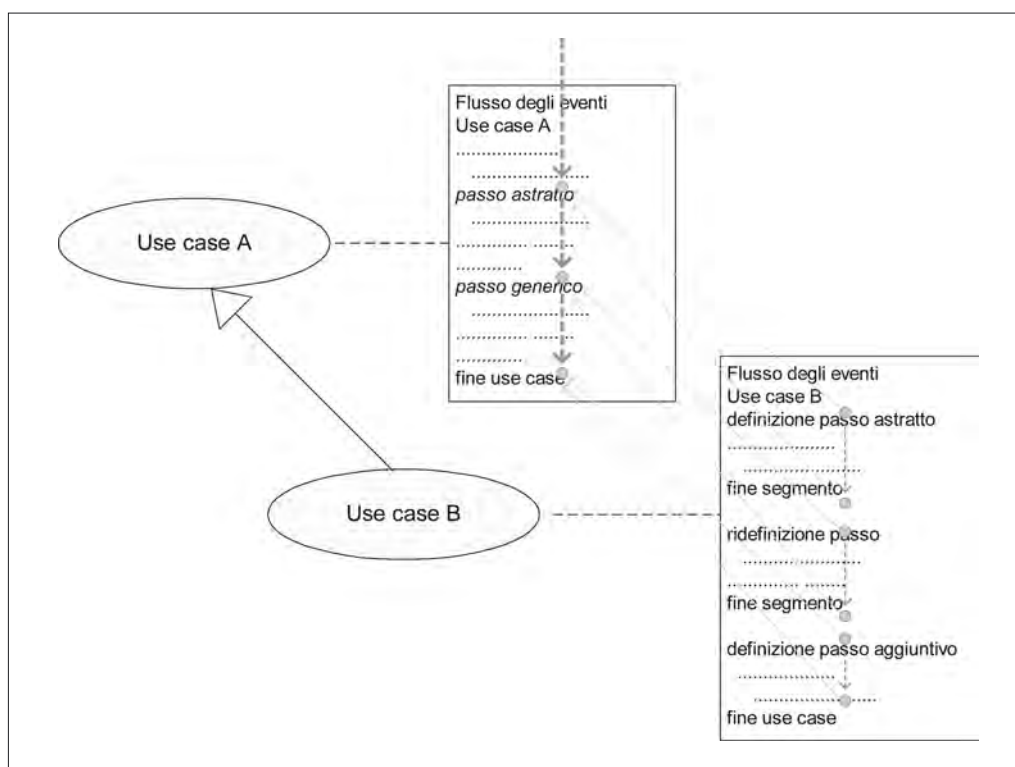 Flusso degli eventi
Use case A
passo astratto
passo generico
fine use case
Use case A
Use case B
Flusso degli eventi
Use case B
definizione passo astratto
fine segmento
ridefinizione passo
fine segmento
definizione passo aggiuntivo
fine use case